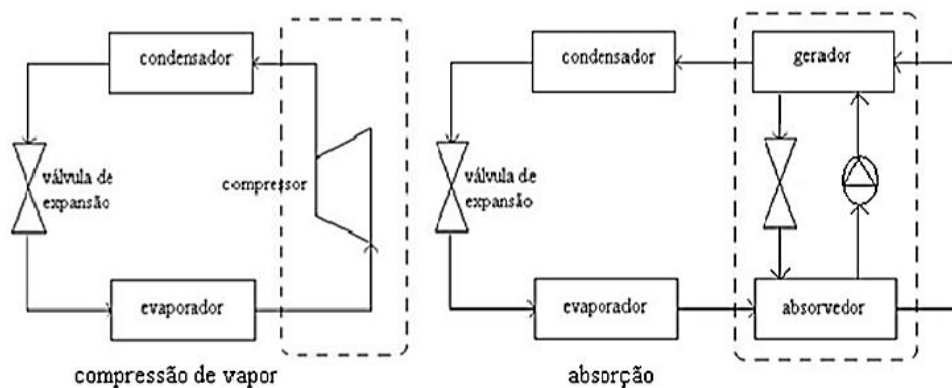 condensador
válvula de
expansão
compressor
evaporador
compressão de vapor
condensador
gerador
válvula de
expansão
evaporador
absorvedor
absorção